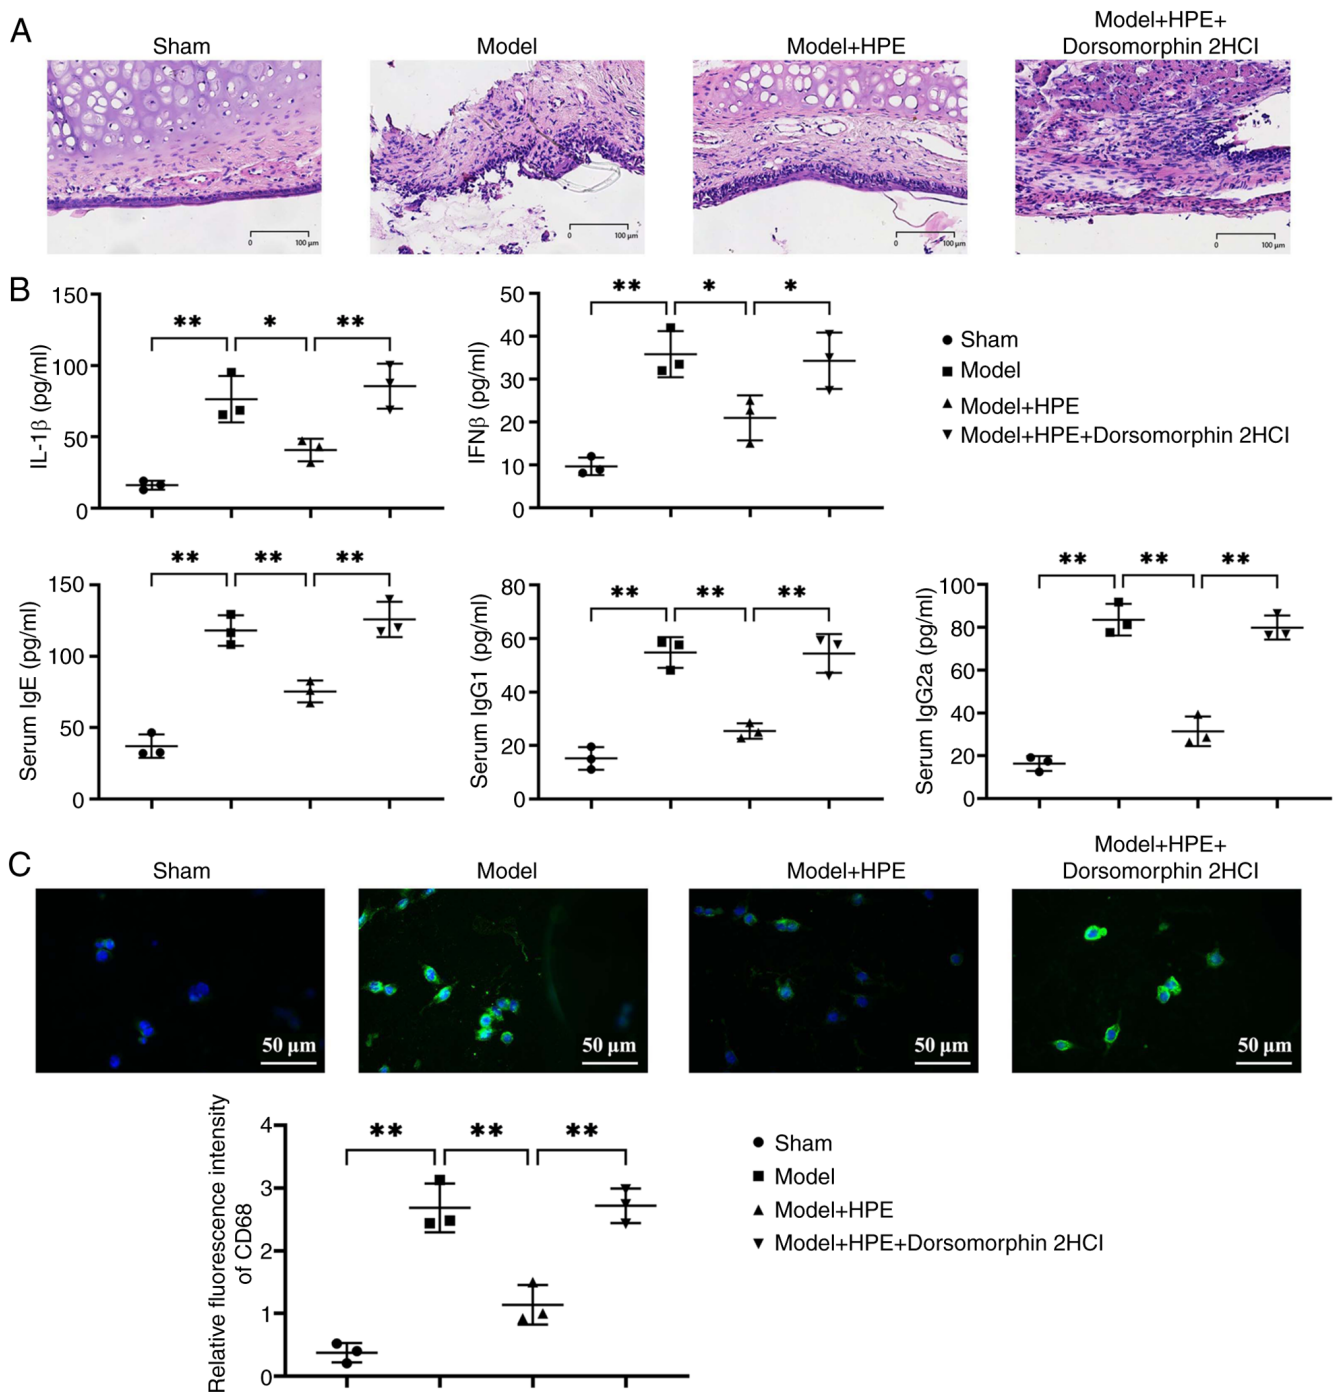 A
Sham
Model
Model+HPE
Model+HPE+
Dorsomorphin 2HCl
100 µm
100 µm
100 µm
100 µm
B
IL-1β (pg/ml)
150
100
50
0
** * **
IFNβ (pg/ml)
50
40
30
20
10
0
** * *
Sham
Model
Model+HPE
Model+HPE+Dorsomorphin 2HCl
Serum IgE (pg/ml)
150
100
50
0
** ** **
Serum IgG1 (pg/ml)
80
60
40
20
0
** ** **
Serum IgG2a (pg/ml)
100
80
60
40
20
0
** ** **
C
Sham
Model
Model+HPE
Model+HPE+
Dorsomorphin 2HCl
50 µm
50 µm
50 µm
50 µm
Relative fluorescence intensity
of CD68
4
3
2
1
0
** ** **
Sham
Model
Model+HPE
Model+HPE+Dorsomorphin 2HCl